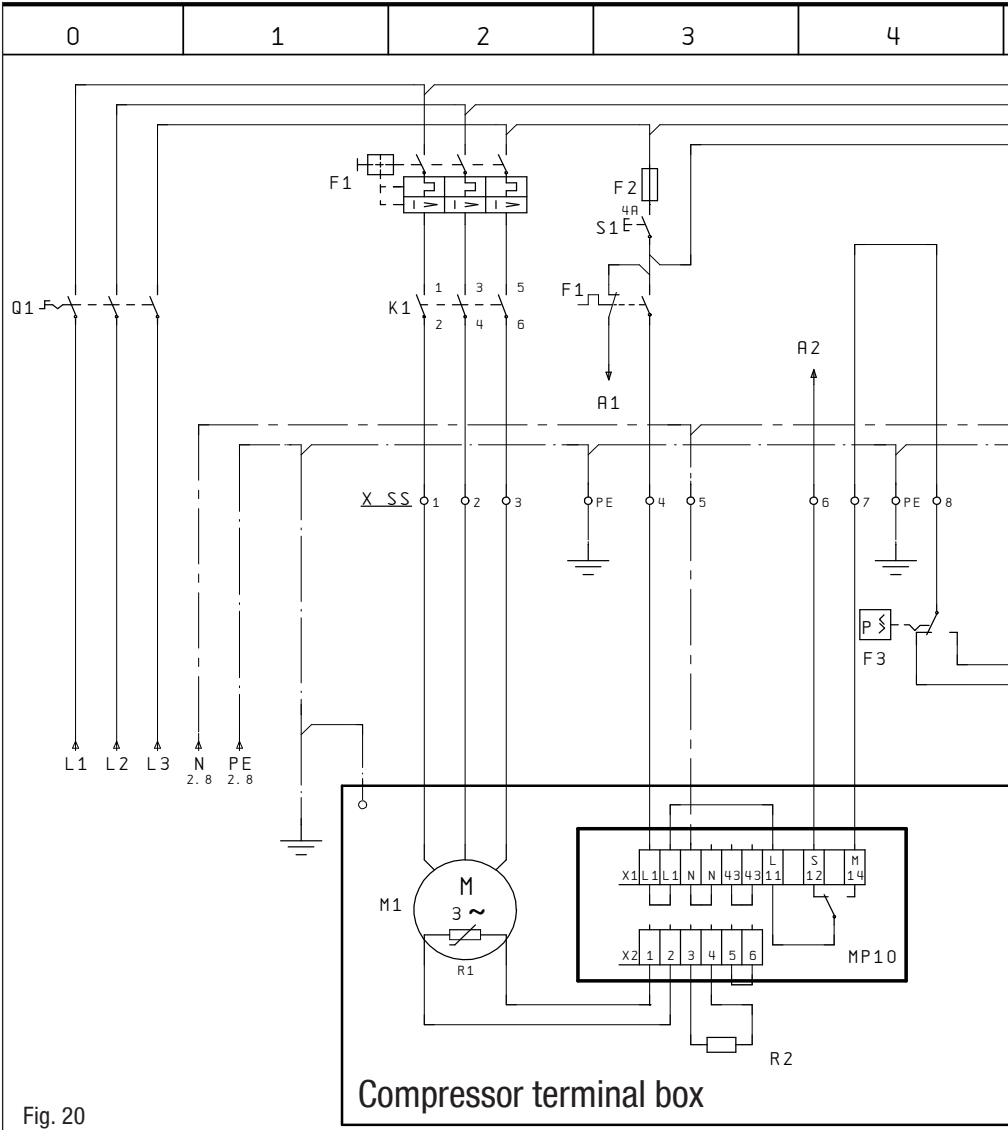 0 1 2 3 4
F1
F2
4A
S1
I > I > I >
Q1
K1
1 3 5
2 4 6
F1
A1
A2
X SS 1 2 3 PE 4 5 6 7 PE 8
P
F3
L1 L2 L3 N PE
2.8 2.8
M1
M
3 ~
R1
L S M
X1 L1 L1 N N 43 43 11 12 14
X2 1 2 3 4 5 6
MP10
R2
Compressor terminal box
Fig. 20